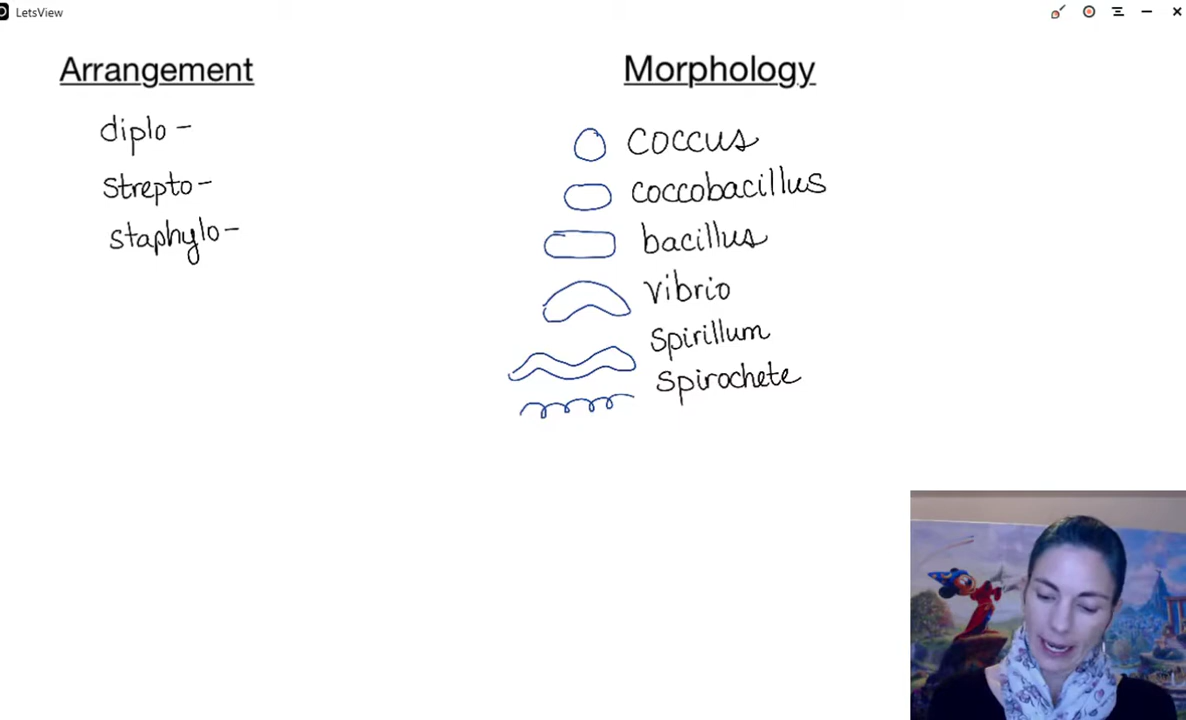 LetsView
Arrangement
diplo -
strepto -
staphylo -
Morphology
coccus
coccobacillus
bacillus
vibrio
spirillum
spirochete